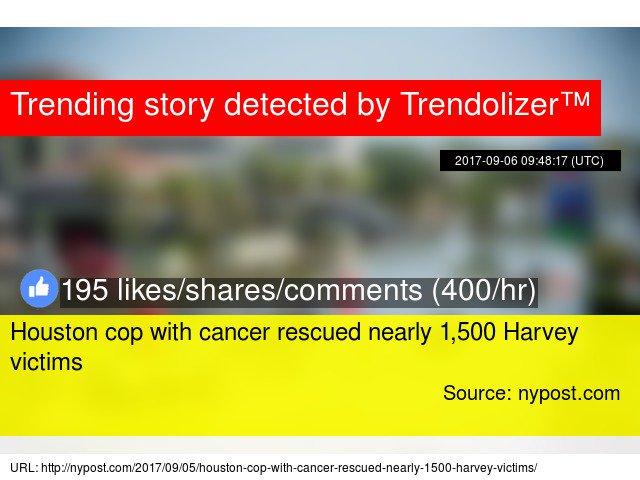 Trending story detected by Trendolizer™
2017-09-06 09:48:17 (UTC)
195 likes/shares/comments (400/hr)
Houston cop with cancer rescued nearly 1,500 Harvey
victims
Source: nypost.com
URL: http://nypost.com/2017/09/05/houston-cop-with-cancer-rescued-nearly-1500-harvey-victims/